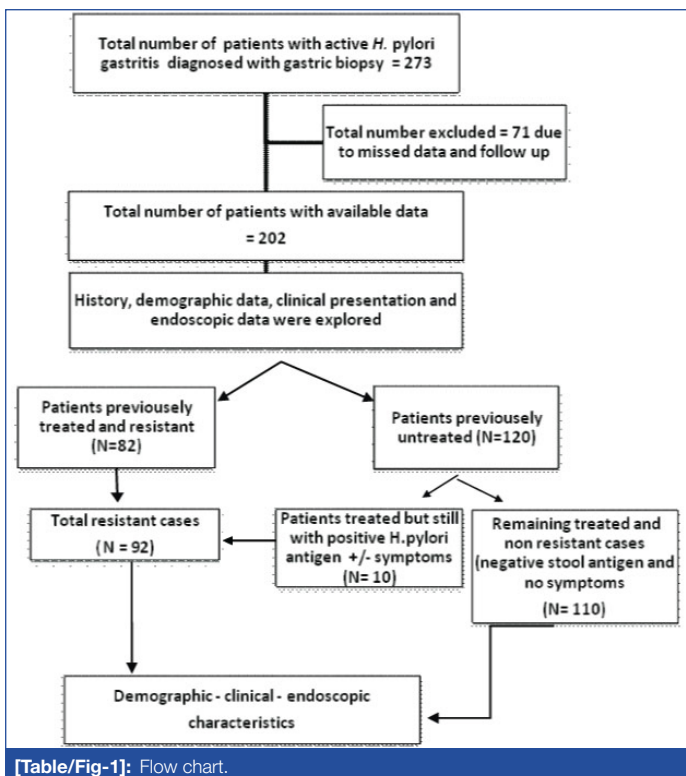 Total number of patients with active H. pylori
gastritis diagnosed with gastric biopsy = 273
Total number excluded = 71 due
to missed data and follow up
Total number of patients with available data
= 202
History, demographic data, clinical presentation and
endoscopic data were explored
Patients previousely
treated and resistant
(N=82)
Patients previousely
untreated (N=120)
Total resistant cases
(N = 92)
Patients treated but still
with positive H.pylori
antigen +/- symptoms
(N= 10)
Remaining treated and
non resistant cases
(negative stool antigen and
no symptoms
(N= 110)
Demographic - clinical - endoscopic
characteristics
[Table/Fig-1]: Flow chart.